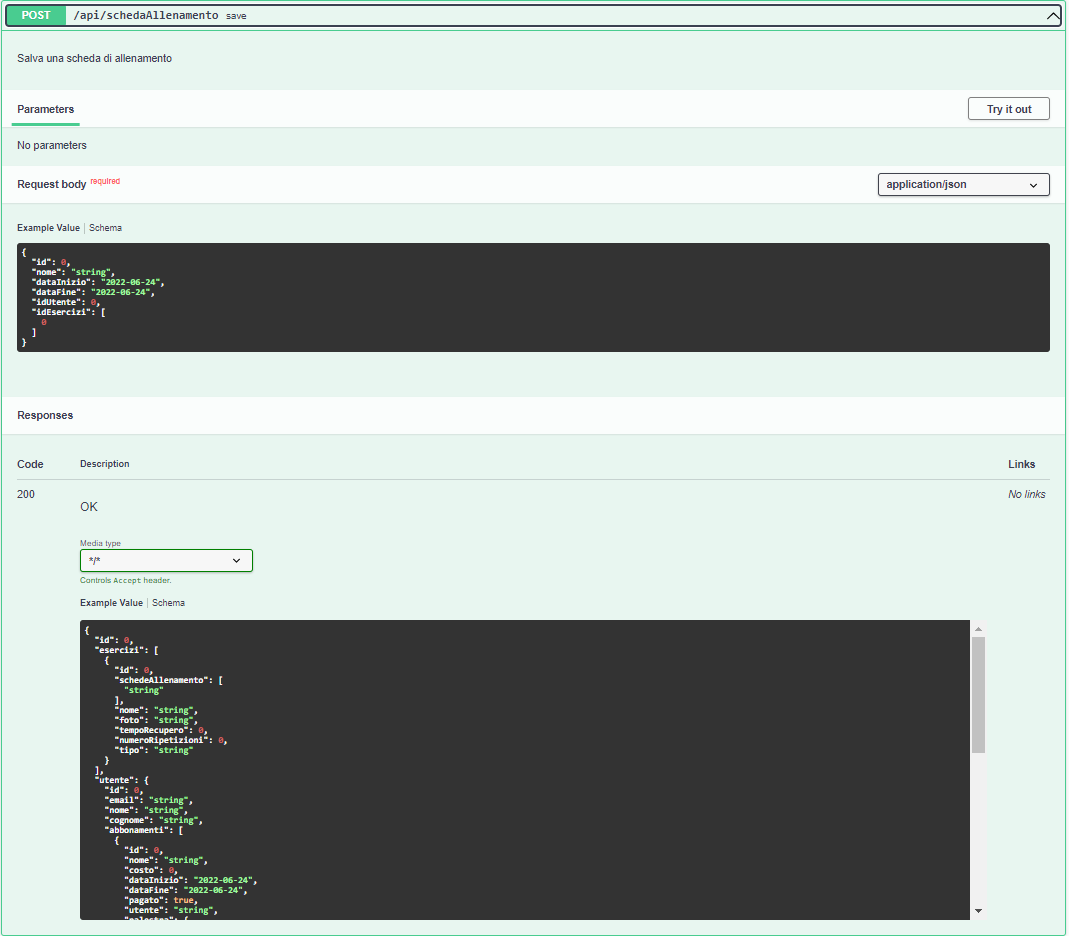 POST /api/schedaAllenamento save
Salva una scheda di allenamento
Parameters Try it out
No parameters
Request body required application/json
Example Value | Schema
{
"id": 0,
"nome": "string",
"dataInizio": "2022-06-24",
"dataFine": "2022-06-24",
"idUtente": 0,
"idEsercizi": [
0
]
}
Responses
Code Description Links
200 OK No links
Media type
*/*
Controls Accept header.
Example Value | Schema
{
"id": 0,
"esercizi": [
{
"id": 0,
"schedeAllenamento": [
"string"
],
"nome": "string",
"foto": "string",
"tempoRecupero": 0,
"numeroRipetizioni": 0,
"tipo": "string"
}
],
"utente": {
"id": 0,
"email": "string",
"nome": "string",
"cognome": "string",
"abbonamenti": [
{
"id": 0,
"nome": "string",
"costo": 0,
"dataInizio": "2022-06-24",
"dataFine": "2022-06-24",
"pagato": true,
"utente": "string",
"palestra": {